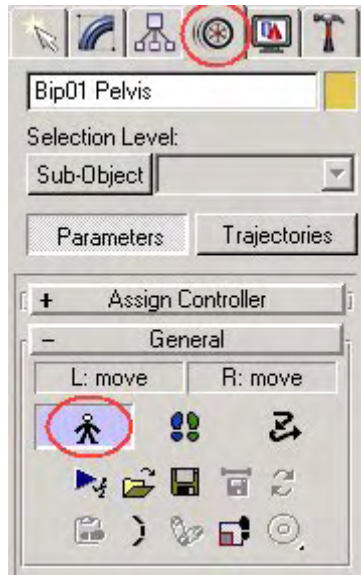 Bip01 Pelvis
Selection Level:
Sub-Object
Parameters Trajectories
+ Assign Controller
- General
L: move R: move